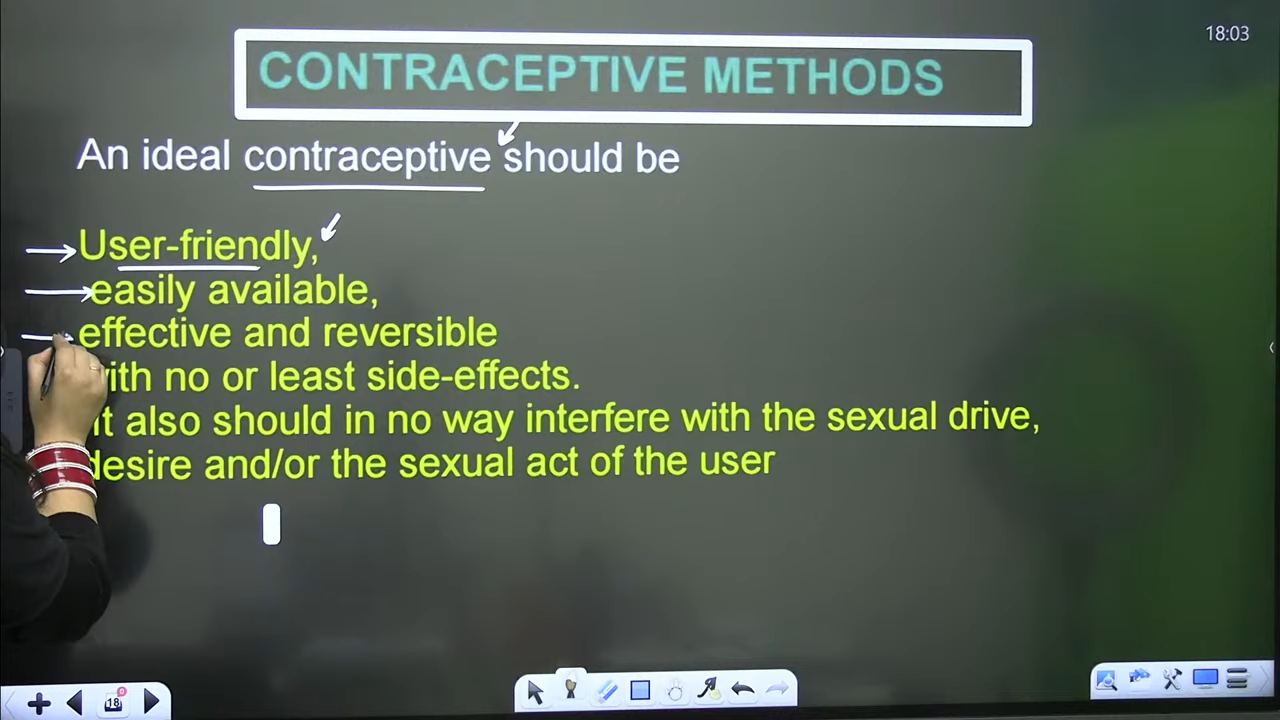 18:03
CONTRACEPTIVE METHODS
An ideal contraceptive should be
User-friendly,
easily available,
effective and reversible
with no or least side-effects.
It also should in no way interfere with the sexual drive,
desire and/or the sexual act of the user
18